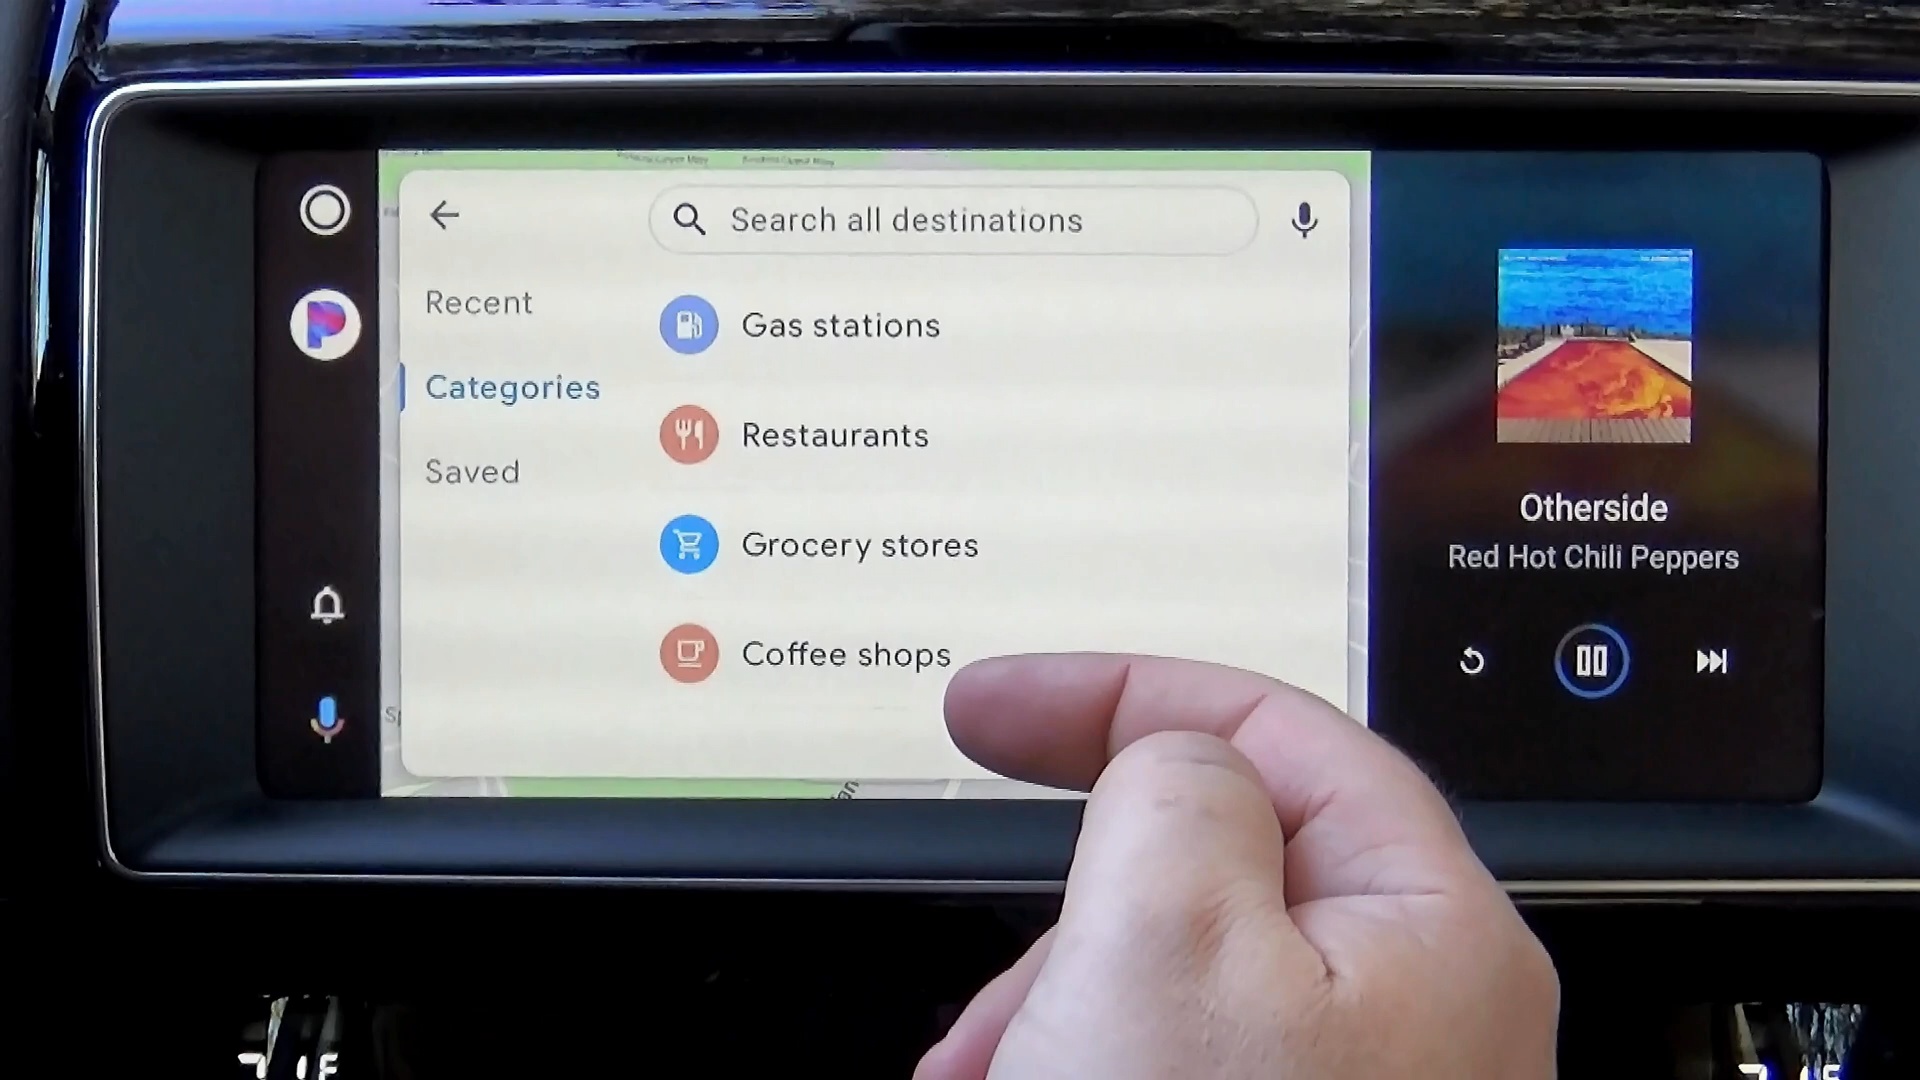 Search all destinations
Recent
Categories
Saved
Gas stations
Restaurants
Grocery stores
Coffee shops
Otherside
Red Hot Chili Peppers